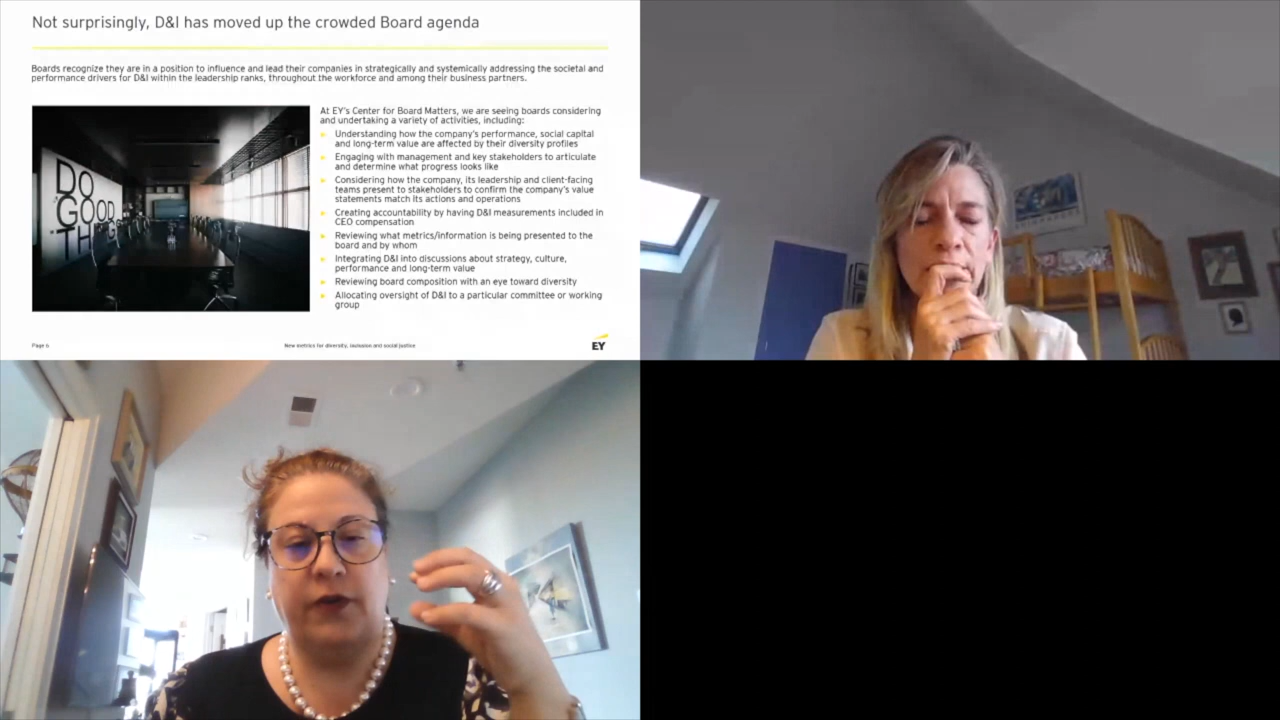 Not surprisingly, D&I has moved up the crowded Board agenda
Boards recognize they are in a position to influence and lead their companies in strategically and systemically addressing the societal and
performance drivers for D&I within the leadership ranks, throughout the workforce and among their business partners.
DO
GOOD
TH
At EY's Center for Board Matters, we are seeing boards considering
and undertaking a variety of activities, including:
Understanding how the company's performance, social capital
and long-term value are affected by their diversity profiles
Engaging with management and key stakeholders to articulate
and determine what progress looks like
Considering how the company, its leadership and client-facing
teams present to stakeholders to confirm the company's value
statements match its actions and operations
Creating accountability by having D&I measurements included in
CEO compensation
Reviewing what metrics/information is being presented to the
board and by whom
Integrating D&I into discussions about strategy, culture,
performance and long-term value
Reviewing board composition with an eye toward diversity
Allocating oversight of D&I to a particular committee or working
group
Page 6
New metrics for diversity, inclusion and social justice
EY